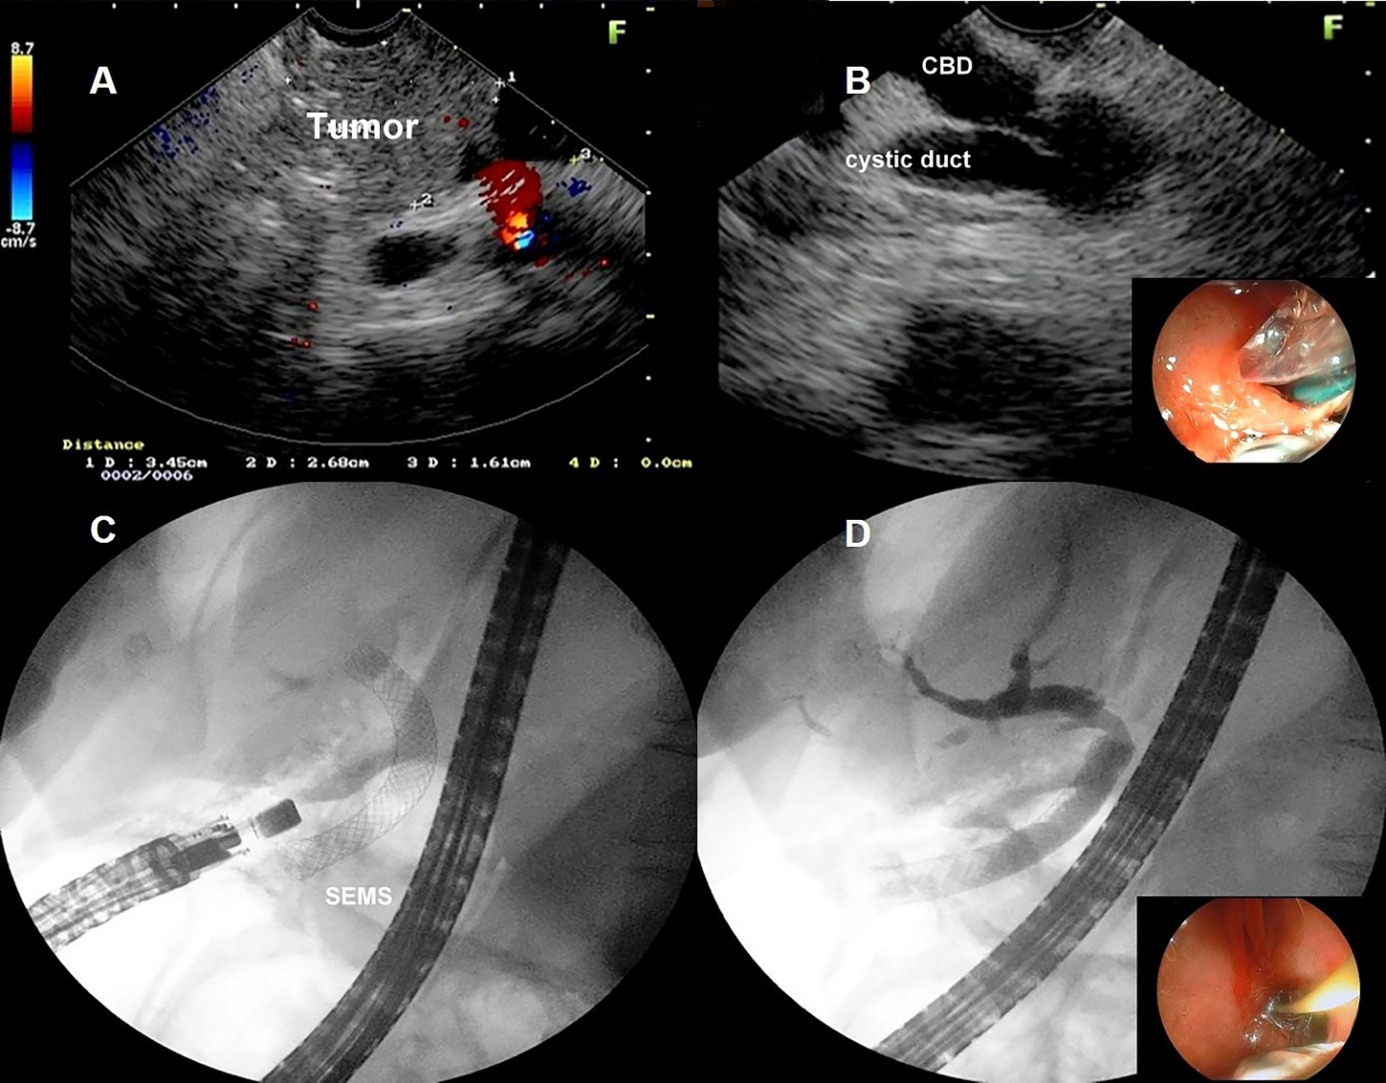 A
F
8.7
-8.7
cm/s
Tumor
1
2
3
Distance
1 D : 3.45cm 2 D : 2.68cm 3 D : 1.61cm 4 D : 0.0cm
0002/0006
B
F
CBD
cystic duct
C
SEMS
D